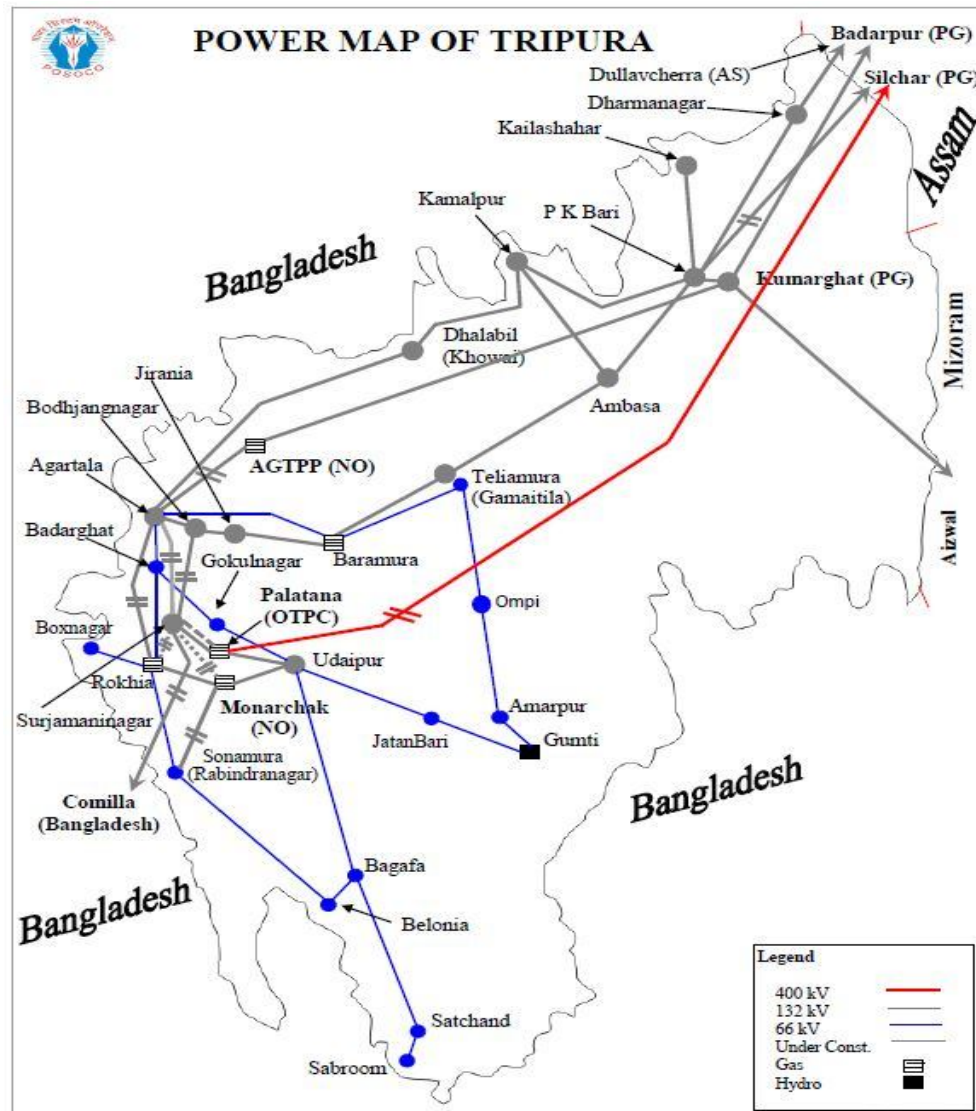 POWER MAP OF TRIPURA
POSOCO
Badarpur (PG)
Dullavcherra (AS)
Silchar (PG)
Dharmanagar
Kailashahar
Assam
Kamalpur
P K Bari
Bangladesh
Kumarghat (PG)
Dhalabil
(Khowai)
Mizoram
Jirania
Bodhjangnagar
Ambasa
AGTPP (NO)
Agartala
Teliamura
(Gamaitila)
Badarghat
Gokulnagar
Baramura
Aizwal
Palatana
(OTPC)
Ompi
Boxnagar
Udaipur
Rokhia
Monarchak
(NO)
Surjamaninagar
Amarpur
JatanBari
Gumti
Sonamura
(Rabindranagar)
Comilla
(Bangladesh)
Bangladesh
Bangladesh
Bagafa
Belonia
Satchand
Sabroom
Legend
400 kV
132 kV
66 kV
Under Const.
Gas
Hydro